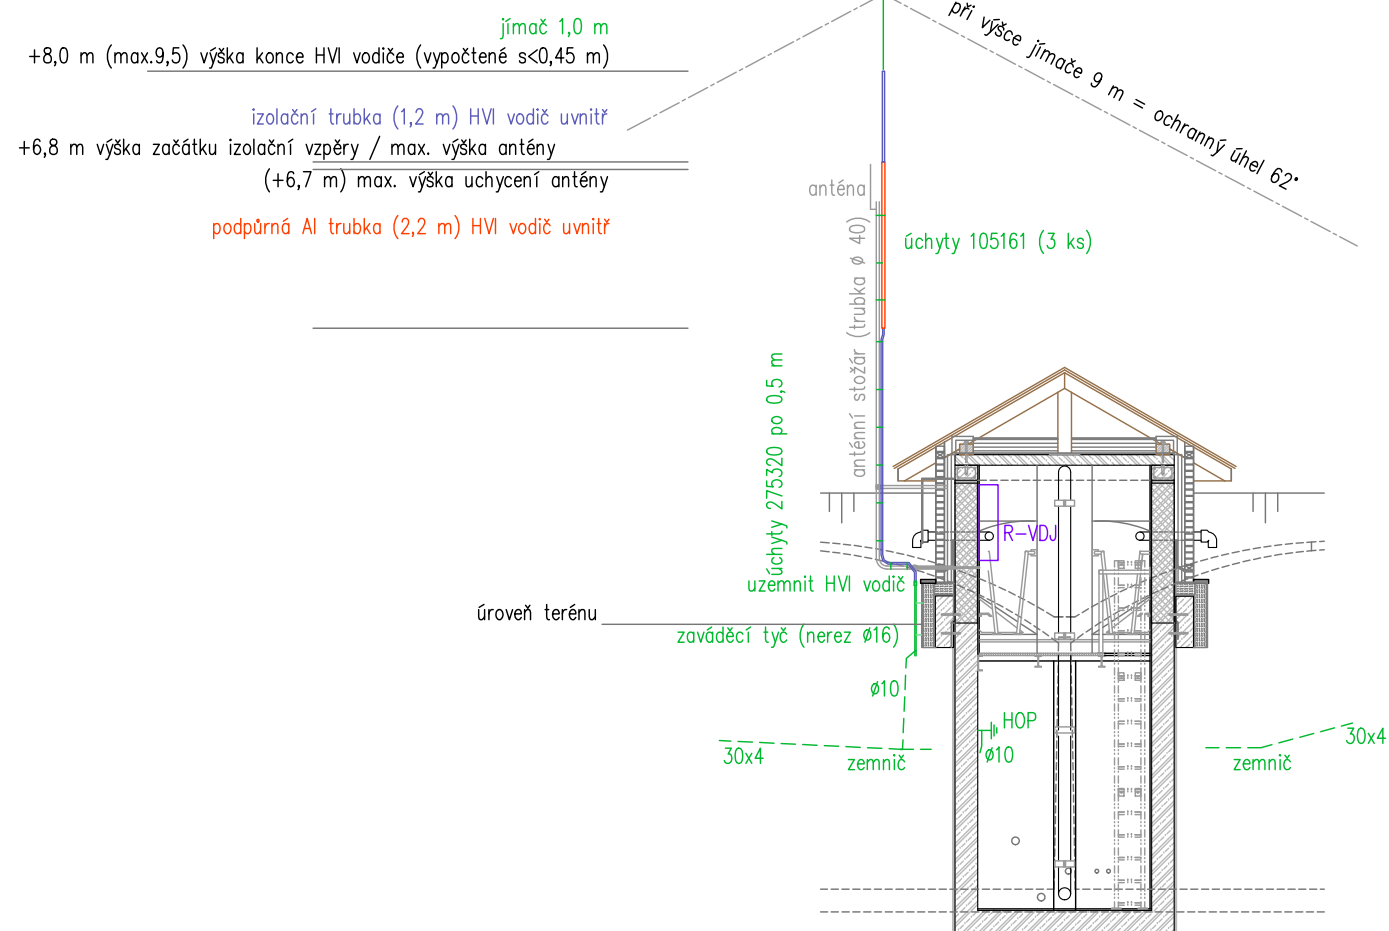 jímač 1,0 m
+8,0 m (max.9,5) výška konce HVI vodiče (vypočtené s<0,45 m)
izolační trubka (1,2 m) HVI vodič uvnitř
+6,8 m výška začátku izolační vzpěry / max. výška antény
(+6,7 m) max. výška uchycení antény
podpůrná Al trubka (2,2 m) HVI vodič uvnitř
při výšce jímače 9 m = ochranný úhel 62°
anténa
úchyty 105161 (3 ks)
anténní stožár (trubka ø 40)
úchyty 275320 po 0,5 m
R-VDJ
uzemnit HVI vodič
úroveň terénu
zaváděcí tyč (nerez Ø16)
ø10
HOP
ø10
30x4
zemnič
zemnič
30x4